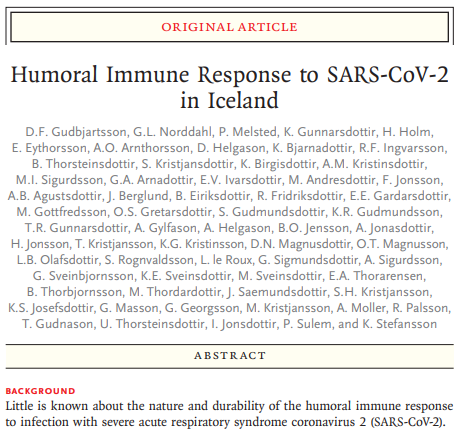 ORIGINAL ARTICLE
Humoral Immune Response to SARS-CoV-2
in Iceland
D.F. Gudbjartsson, G.L. Norddahl, P. Melsted, K. Gunnarsdottir, H. Holm,
E. Eythorsson, A.O. Arnthorsson, D. Helgason, K. Bjarnadottir, R.F. Ingvarsson,
B. Thorsteinsdottir, S. Kristjansdottir, K. Birgisdottir, A.M. Kristinsdottir,
M.I. Sigurdsson, G.A. Arnadottir, E.V. Ivarsdottir, M. Andresdottir, F. Jonsson,
A.B. Agustsdottir, J. Berglund, B. Eiriksdottir, R. Fridriksdottir, E.E. Gardarsdottir,
M. Gottfredsson, O.S. Gretarsdottir, S. Gudmundsdottir, K.R. Gudmundsson,
T.R. Gunnarsdottir, A. Gylfason, A. Helgason, B.O. Jensson, A. Jonasdottir,
H. Jonsson, T. Kristjansson, K.G. Kristinsson, D.N. Magnusdottir, O.T. Magnusson,
L.B. Olafsdottir, S. Rognvaldsson, L. le Roux, G. Sigmundsdottir, A. Sigurdsson,
G. Sveinbjornsson, K.E. Sveinsdottir, M. Sveinsdottir, E.A. Thorarensen,
B. Thorbjornsson, M. Thordardottir, J. Saemundsdottir, S.H. Kristjansson,
K.S. Josefsdottir, G. Masson, G. Georgsson, M. Kristjansson, A. Moller, R. Palsson,
T. Gudnason, U. Thorsteinsdottir, I. Jonsdottir, P. Sulem, and K. Stefansson
ABSTRACT
BACKGROUND
Little is known about the nature and durability of the humoral immune response
to infection with severe acute respiratory syndrome coronavirus 2 (SARS-CoV-2).